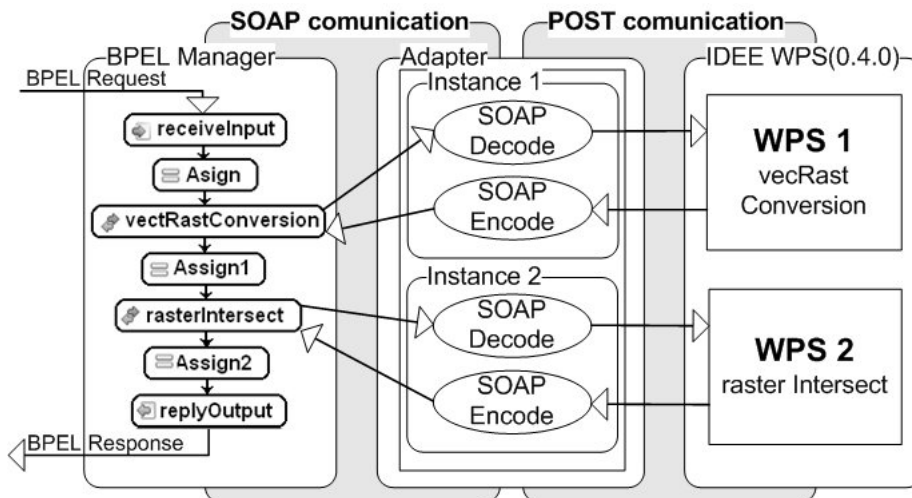 SOAP comunication
POST comunication
BPEL Manager
Adapter
IDEE WPS(0.4.0)
BPEL Request
receiveInput
Asign
vectRastConversion
Assign1
rasterIntersect
Assign2
replyOutput
BPEL Response
Instance 1
SOAP
Decode
SOAP
Encode
Instance 2
SOAP
Decode
SOAP
Encode
WPS 1
vecRast
Conversion
WPS 2
raster Intersect